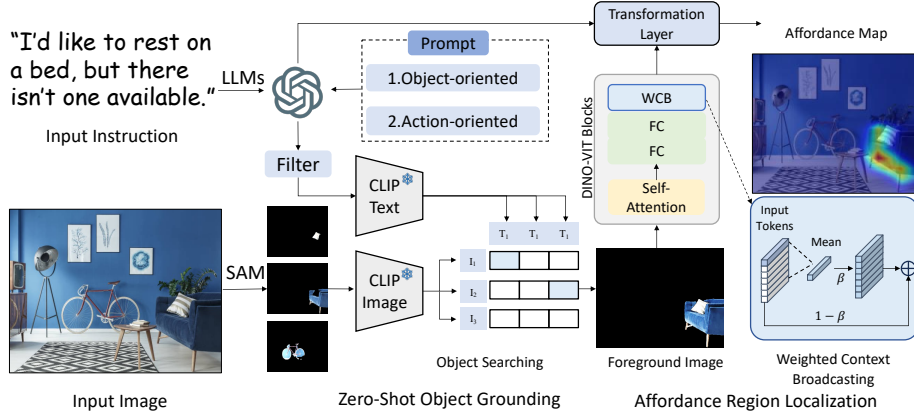 “I’d like to rest on
a bed, but there
isn’t one available.”
Input Instruction
LLMs
Prompt
1.Object-oriented
2.Action-oriented
Transformation
Layer
Affordance Map
Filter
CLIP
Text
DINO-VIT Blocks
WCB
FC
FC
Self-
Attention
SAM
CLIP
Image
T1 T1 T1
I1
I2
I3
Input
Tokens
Mean
β
1 − β
Object Searching
Foreground Image
Weighted Context
Broadcasting
Input Image
Zero-Shot Object Grounding
Affordance Region Localization